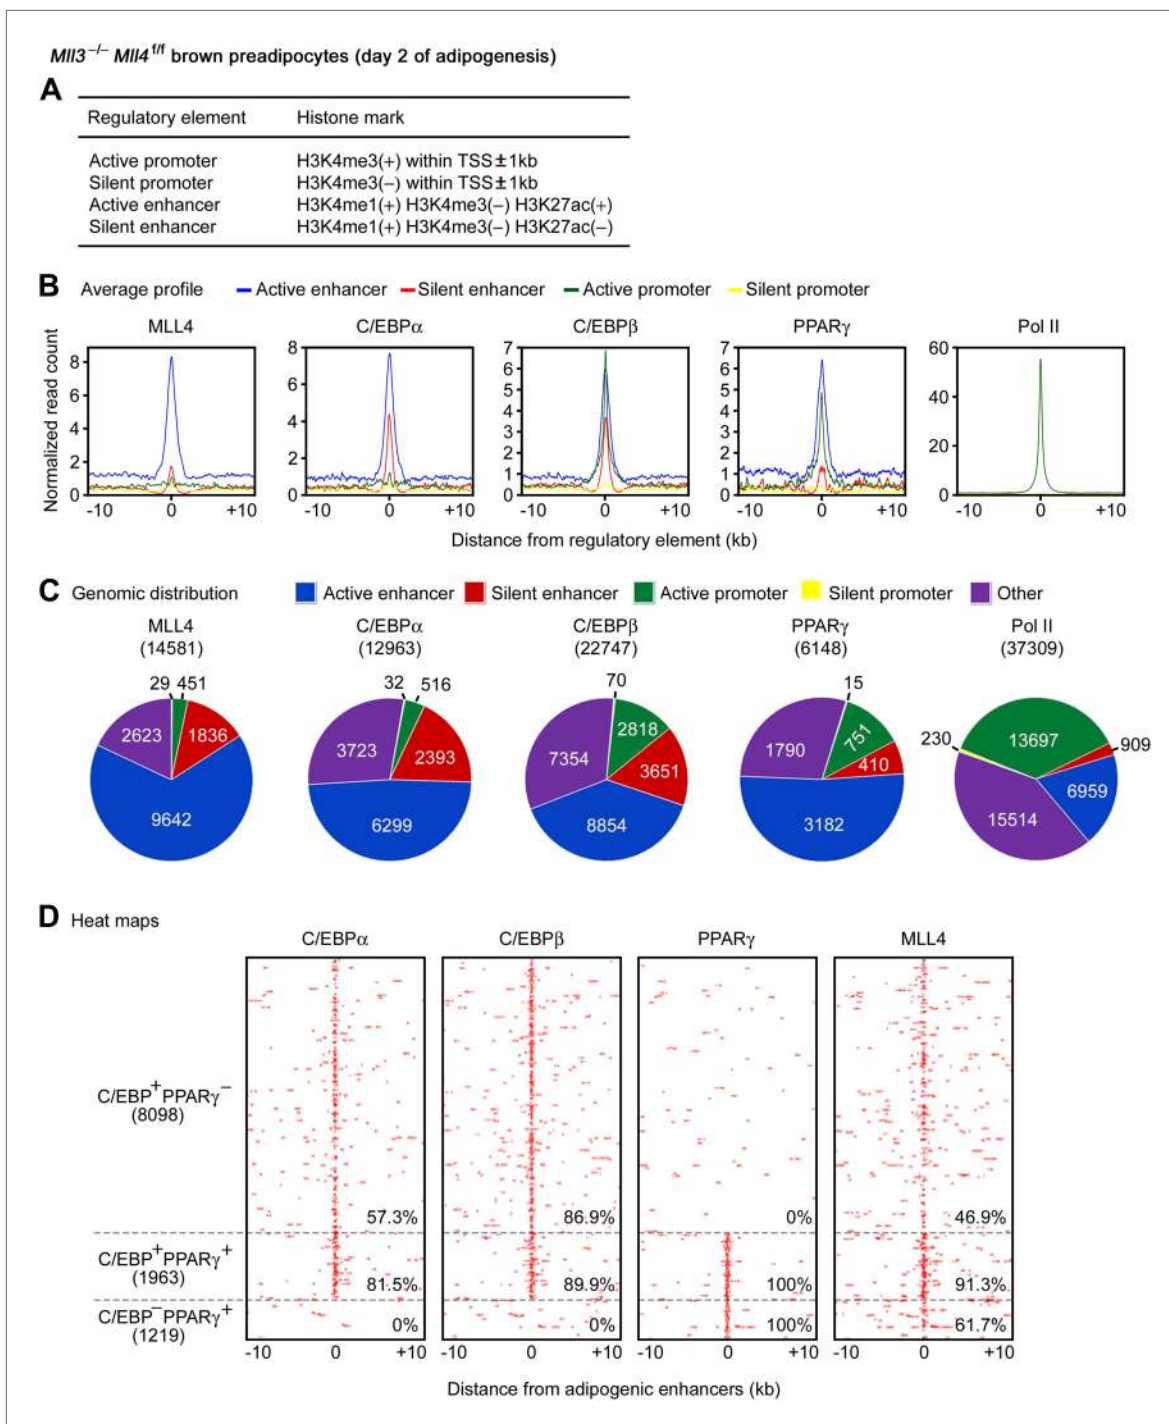 Mll3−/− Mll4f/f brown preadipocytes (day 2 of adipogenesis)
A
Regulatory element Histone mark
Active promoter H3K4me3(+) within TSS±1kb
Silent promoter H3K4me3(−) within TSS±1kb
Active enhancer H3K4me1(+) H3K4me3(−) H3K27ac(+)
Silent enhancer H3K4me1(+) H3K4me3(−) H3K27ac(−)
B Average profile Active enhancer Silent enhancer Active promoter Silent promoter
MLL4 C/EBPα C/EBPβ PPARγ Pol II
Normalized read count
8 6 4 2 0
8 6 4 2 0
7 6 5 4 3 2 1 0
7 6 5 4 3 2 1 0
60 40 20 0
-10 0 +10 -10 0 +10 -10 0 +10 -10 0 +10 -10 0 +10
Distance from regulatory element (kb)
C Genomic distribution Active enhancer Silent enhancer Active promoter Silent promoter Other
MLL4 C/EBPα C/EBPβ PPARγ Pol II
(14581) (12963) (22747) (6148) (37309)
29 451 2623 1836 9642
32 516 3723 2393 6299
70 2818 7354 3651 8854
15 751 1790 410 3182
230 13697 909 6959 15514
D Heat maps
C/EBPα C/EBPβ PPARγ MLL4
C/EBP+PPARγ−
(8098)
57.3% 86.9% 0% 46.9%
C/EBP+PPARγ+
(1963)
81.5% 89.9% 100% 91.3%
C/EBP−PPARγ+
(1219)
0% 0% 100% 61.7%
-10 0 +10 -10 0 +10 -10 0 +10 -10 0 +10
Distance from adipogenic enhancers (kb)